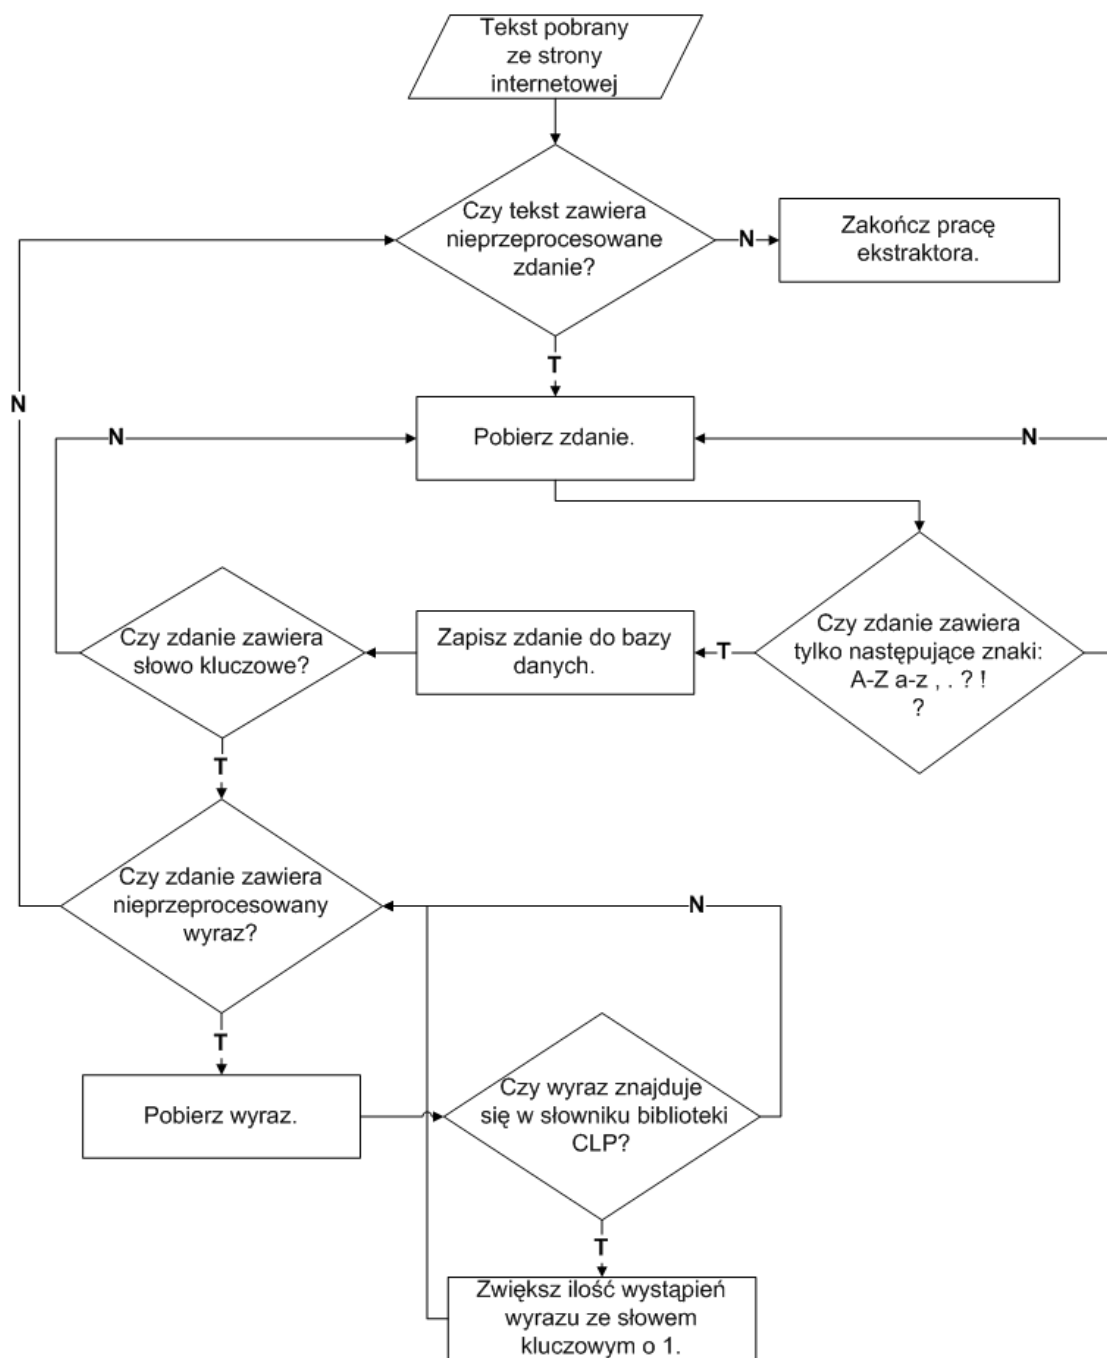 Tekst pobrany
ze strony
internetowej
Czy tekst zawiera
nieprzeprocesowane
zdanie?
N
Zakończ pracę
ekstraktora.
T
N
Pobierz zdanie.
N
N
Czy zdanie zawiera
tylko następujące znaki:
A-Z a-z , . ? !
?
T
Zapisz zdanie do bazy
danych.
Czy zdanie zawiera
słowo kluczowe?
T
Czy zdanie zawiera
nieprzeprocesowany
wyraz?
N
T
Pobierz wyraz.
Czy wyraz znajduje
się w słowniku biblioteki
CLP?
T
Zwiększ ilość wystąpień
wyrazu ze słowem
kluczowym o 1.